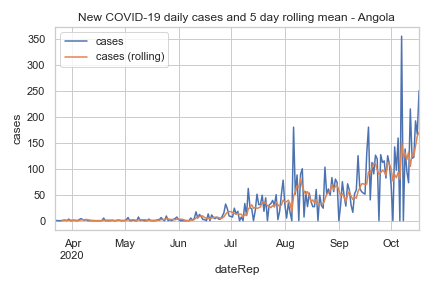 New COVID-19 daily cases and 5 day rolling mean - Angola
cases
cases (rolling)
cases
350
300
250
200
150
100
50
0
Apr May Jun Jul Aug Sep Oct
2020
dateRep